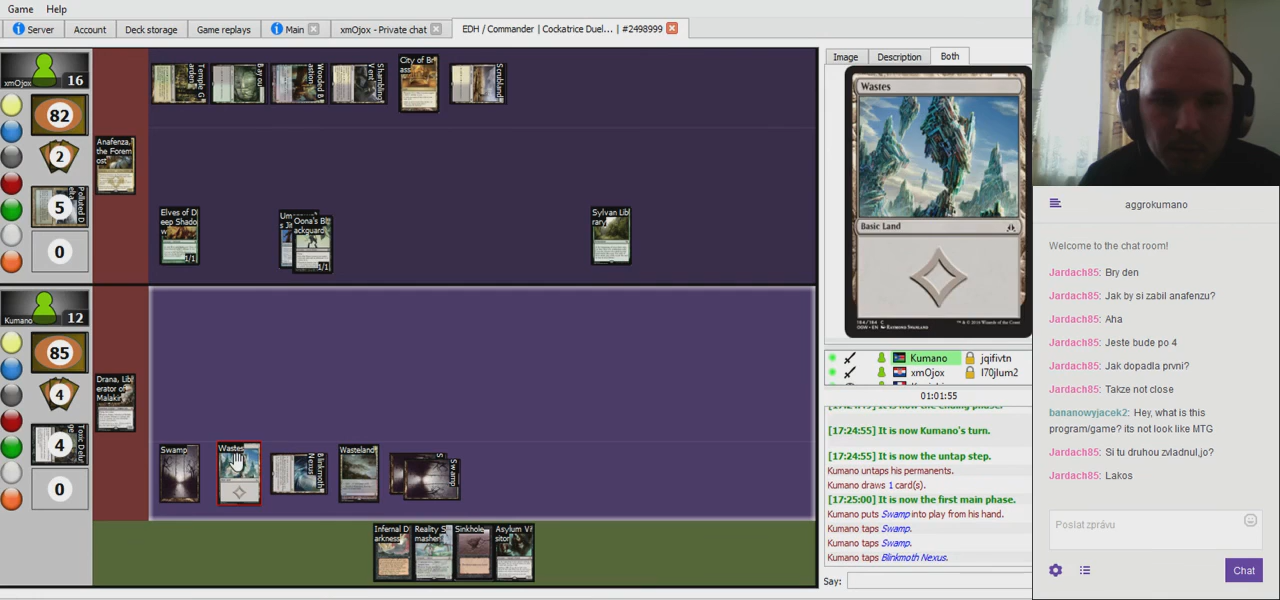 Game Help
Server Account Deck storage Game replays Main xmOjox - Private chat EDH / Commander | Cockatrice Duel... | #2498999
xmOjox 16
82
2
5
0
Anafenza, the Foremost
City of Brass
Scrubland
Elves of Deep Shadow
1/1
Oona's Blackguard
1/1
Sylvan Library
Kumano 12
85
4
4
0
Drana, Liberator of Malakir
Swamp
Wastes
Blinkmoth Nexus
Wasteland
Swamp
Infernal Darkness
Reality Smasher
Sinkhole
Asylum Visitor
Image Description Both
Wastes
Basic Land
Kumano jqifivtn
xmOjox l70jlum2
01:01:55
[17:24:55] It is now Kumano's turn.
[17:24:55] It is now the untap step.
Kumano untaps his permanents.
Kumano draws 1 card(s).
[17:25:00] It is now the first main phase.
Kumano puts Swamp into play from his hand.
Kumano taps Swamp.
Kumano taps Swamp.
Kumano taps Blinkmoth Nexus.
Say:
aggrokumano
Welcome to the chat room!
Jardach85: Bry den
Jardach85: Jak by si zabil anafenzu?
Jardach85: Aha
Jardach85: Jeste bude po 4
Jardach85: Jak dopadla prvni?
Jardach85: Takze not close
bananowyjacek2: Hey, what is this
program/game? its not look like MTG
Jardach85: Si tu druhou zvladnul,jo?
Jardach85: Lakos
Poslat zprávu
Chat